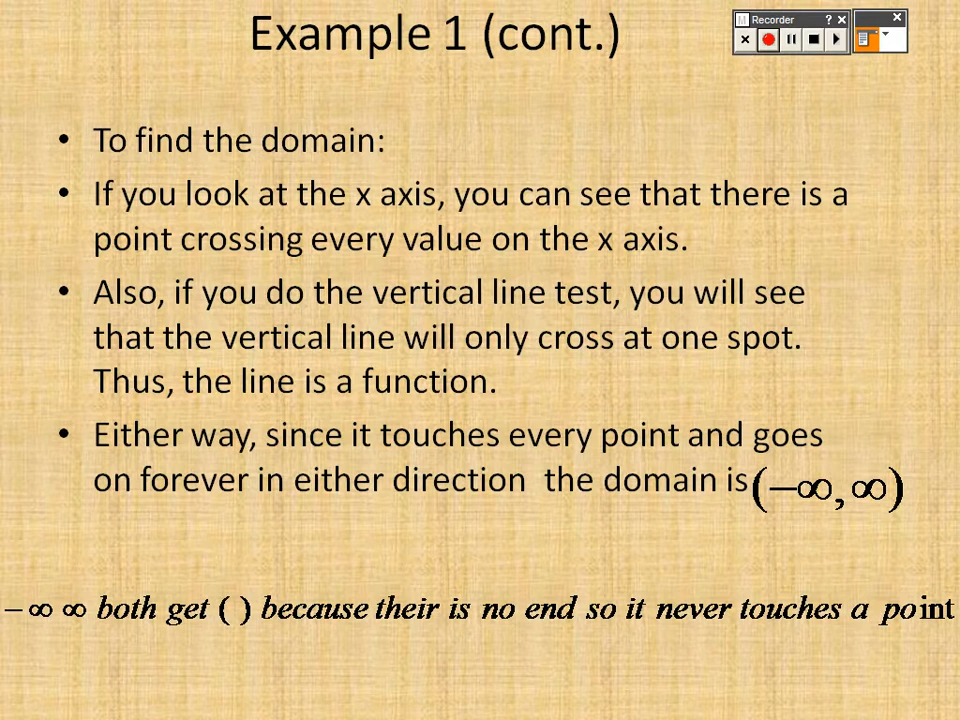 Example 1 (cont.)
M Recorder ? ×
• To find the domain:
• If you look at the x axis, you can see that there is a
point crossing every value on the x axis.
• Also, if you do the vertical line test, you will see
that the vertical line will only cross at one spot.
Thus, the line is a function.
• Either way, since it touches every point and goes
on forever in either direction the domain is (−∞,∞)
−∞ ∞ both get ( ) because their is no end so it never touches a point